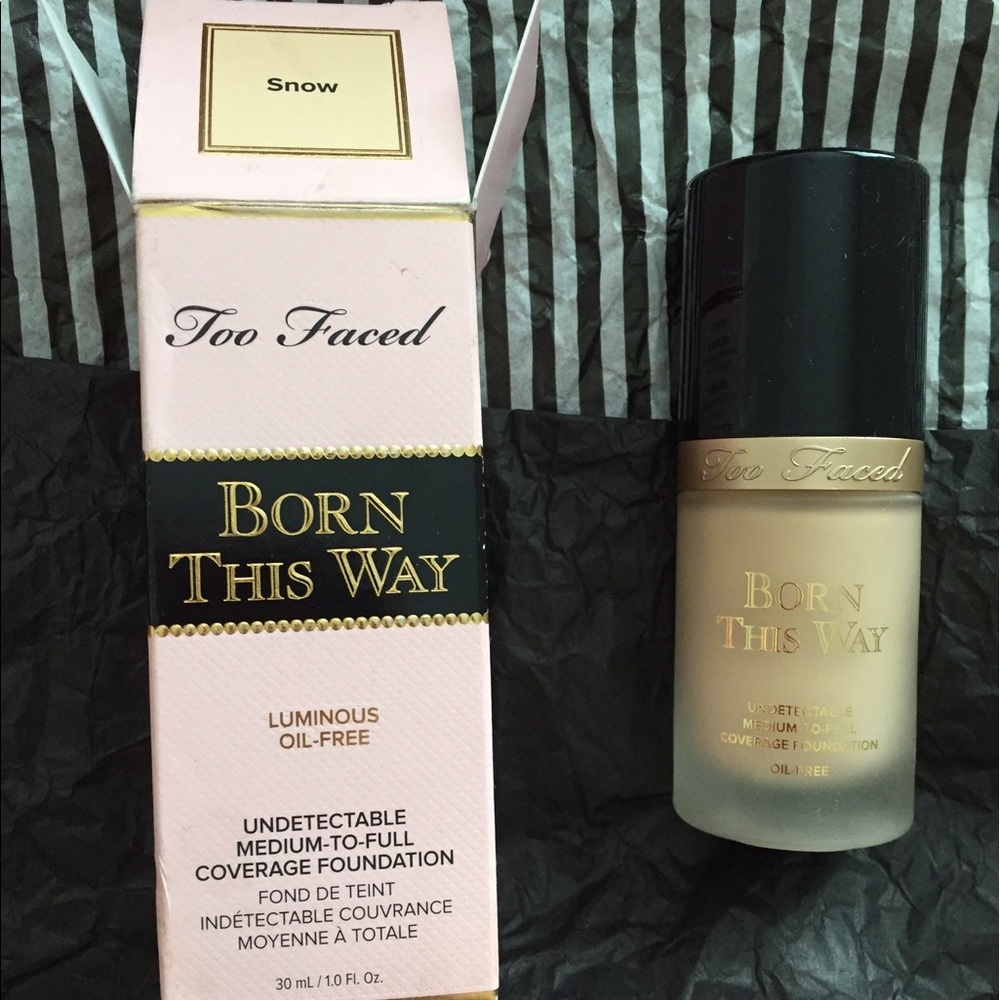 Snow
Too Faced
BORN
THIS WAY
LUMINOUS
OIL-FREE
UNDETECTABLE
MEDIUM-TO-FULL
COVERAGE FOUNDATION
FOND DE TEINT
INDÉTECTABLE COUVRANCE
MOYENNE À TOTALE
30 mL / 1.0 Fl. Oz.
Too Faced
BORN
THIS WAY
UNDETECTABLE
MEDIUM-TO-FULL
COVERAGE FOUNDATION
OIL-FREE